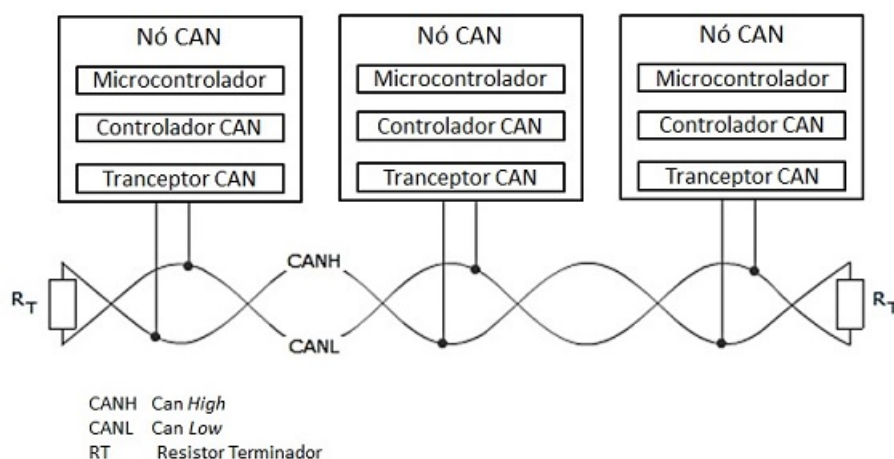 Nó CAN
Microcontrolador
Controlador CAN
Tranceptor CAN
Nó CAN
Microcontrolador
Controlador CAN
Tranceptor CAN
Nó CAN
Microcontrolador
Controlador CAN
Tranceptor CAN
RT
CANH
CANL
RT
CANH Can High
CANL Can Low
RT Resistor Terminador